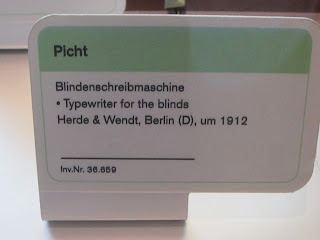 Picht
Blindenschreibmaschine
• Typewriter for the blinds
Herde & Wendt, Berlin (D), um 1912
Inv.Nr. 36.659